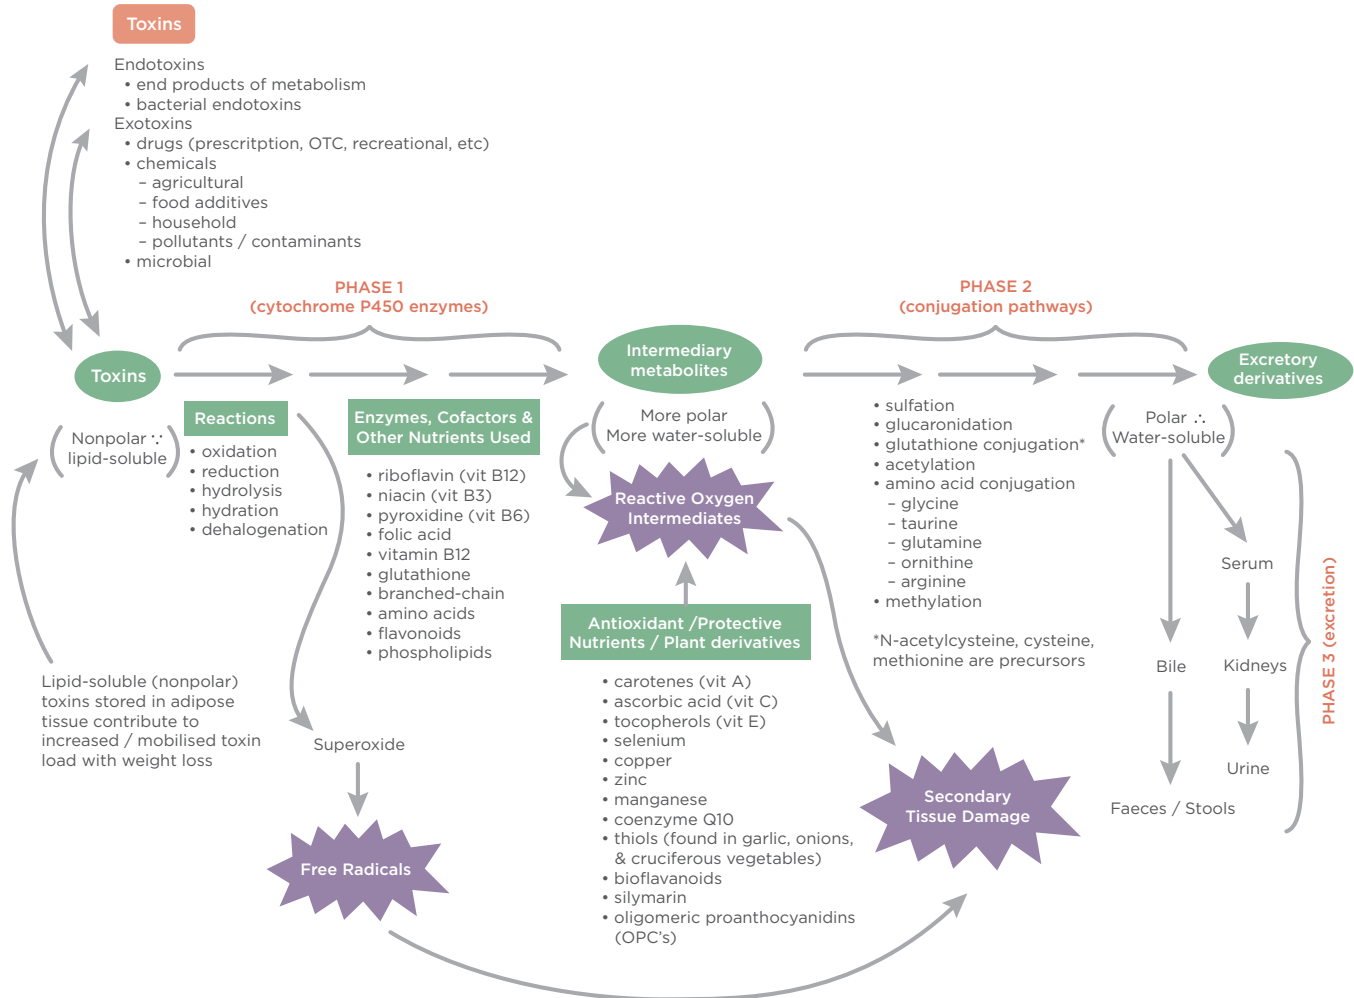 Toxins
Endotoxins
• end products of metabolism
• bacterial endotoxins
Exotoxins
• drugs (prescritption, OTC, recreational, etc)
• chemicals
– agricultural
– food additives
– household
– pollutants / contaminants
• microbial
PHASE 1
(cytochrome P450 enzymes)
PHASE 2
(conjugation pathways)
Toxins
(Nonpolar ∵
lipid-soluble)
Reactions
• oxidation
• reduction
• hydrolysis
• hydration
• dehalogenation
Enzymes, Cofactors &
Other Nutrients Used
• riboflavin (vit B12)
• niacin (vit B3)
• pyroxidine (vit B6)
• folic acid
• vitamin B12
• glutathione
• branched-chain
• amino acids
• flavonoids
• phospholipids
Intermediary
metabolites
(More polar
More water-soluble)
Reactive Oxygen
Intermediates
Antioxidant /Protective
Nutrients / Plant derivatives
• carotenes (vit A)
• ascorbic acid (vit C)
• tocopherols (vit E)
• selenium
• copper
• zinc
• manganese
• coenzyme Q10
• thiols (found in garlic, onions,
& cruciferous vegetables)
• bioflavanoids
• silymarin
• oligomeric proanthocyanidins
(OPC's)
• sulfation
• glucaronidation
• glutathione conjugation*
• acetylation
• amino acid conjugation
– glycine
– taurine
– glutamine
– ornithine
– arginine
• methylation
*N-acetylcysteine, cysteine,
methionine are precursors
Excretory
derivatives
(Polar ∴
Water-soluble)
Serum
Bile
Kidneys
Urine
Faeces / Stools
PHASE 3 (excretion)
Lipid-soluble (nonpolar)
toxins stored in adipose
tissue contribute to
increased / mobilised toxin
load with weight loss
Superoxide
Free Radicals
Secondary
Tissue Damage